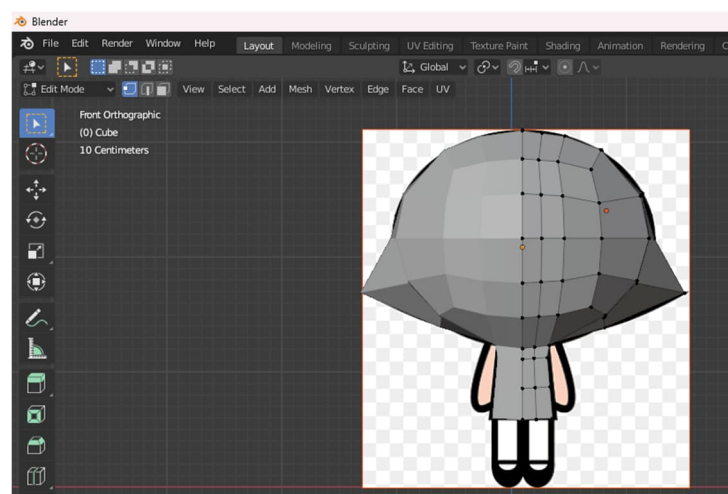 Blender
File Edit Render Window Help Layout Modeling Sculpting UV Editing Texture Paint Shading Animation Rendering
Global
Edit Mode View Select Add Mesh Vertex Edge Face UV
Front Orthographic
(0) Cube
10 Centimeters